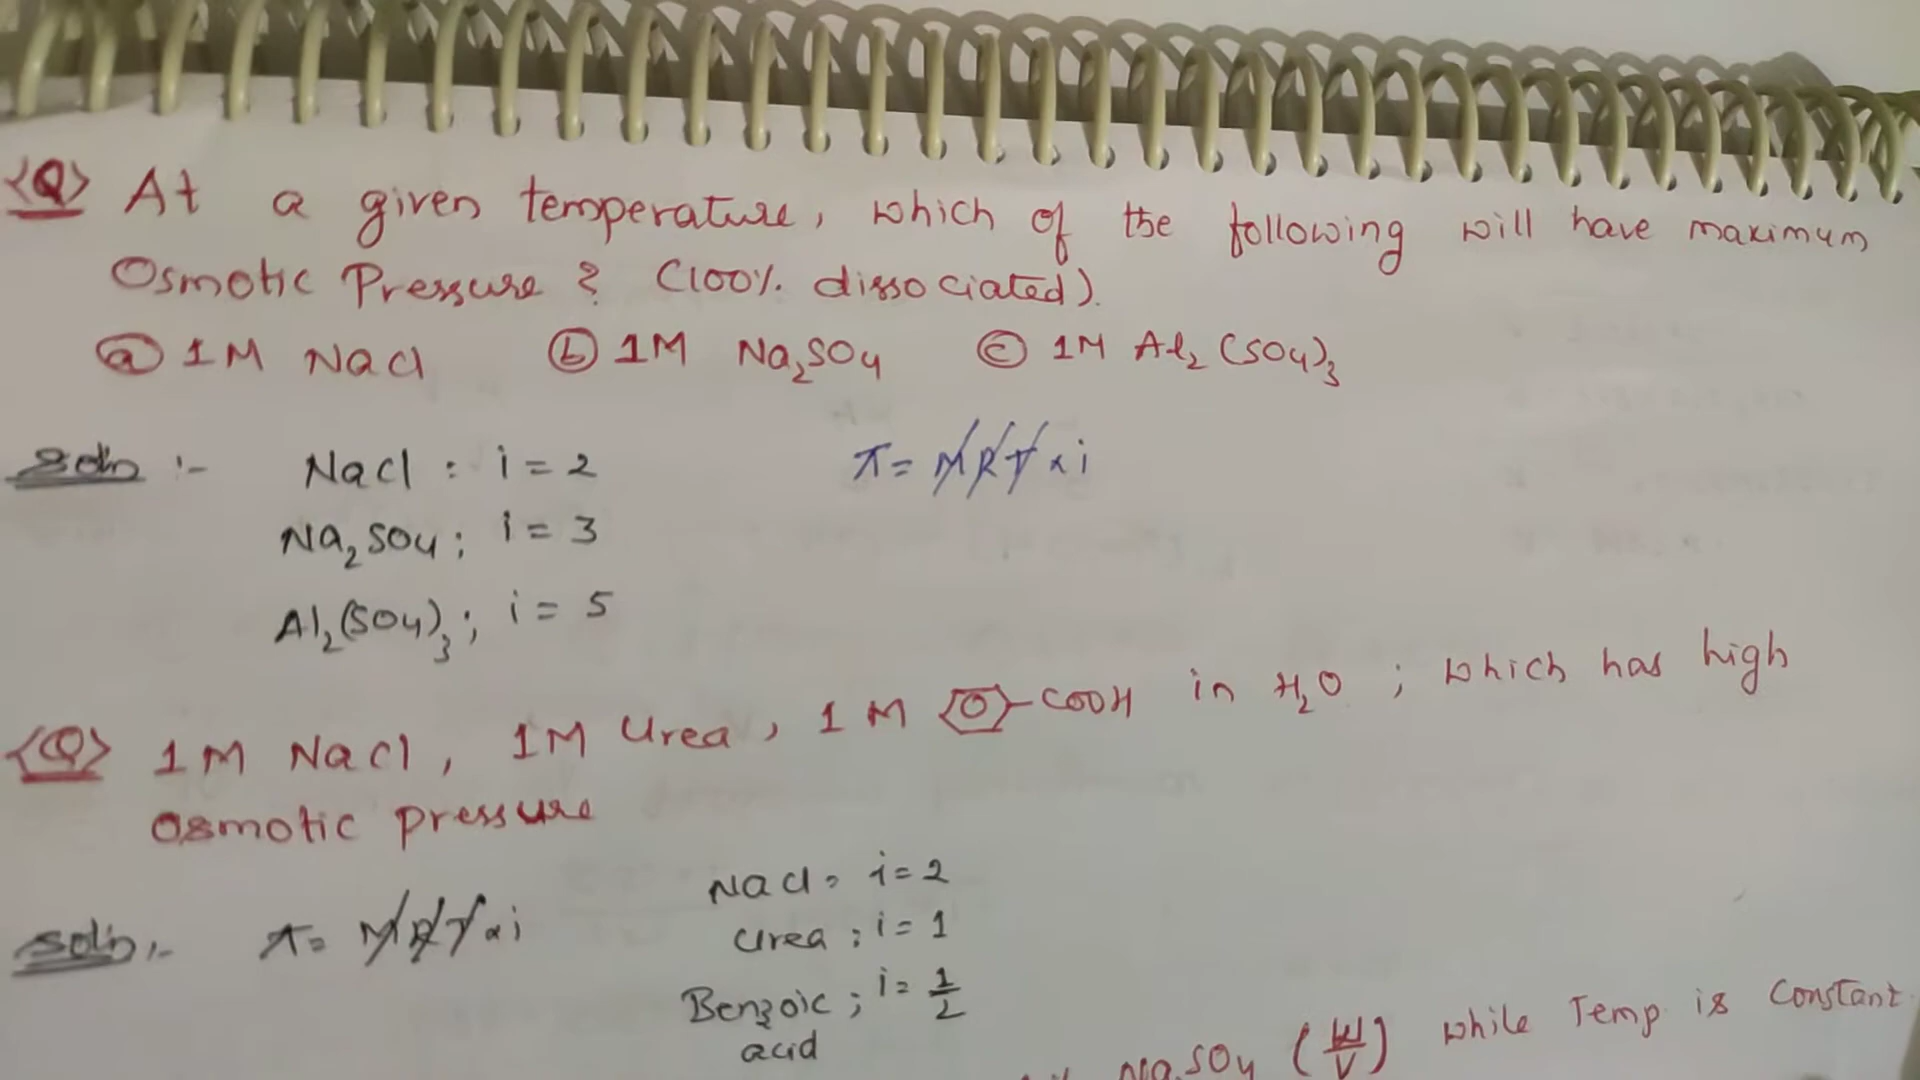 <Q> At a given temperature, which of the following will have maximum
Osmotic Pressure ? (100% dissociated).
ⓐ 1M NaCl ⓑ 1M Na₂SO₄ ⓒ 1M Al₂(SO₄)₃
Soln :- NaCl : i = 2 π = MRT x i
Na₂SO₄ ; i = 3
Al₂(SO₄)₃ ; i = 5
<Q> 1M NaCl, 1M Urea, 1M -COOH in H₂O ; which has high
Osmotic pressure
Soln :- π = MRT x i NaCl, i = 2
Urea ; i = 1
Benzoic ; i = 1/2
acid
Na₂SO₄ (W/V) while Temp is Constant